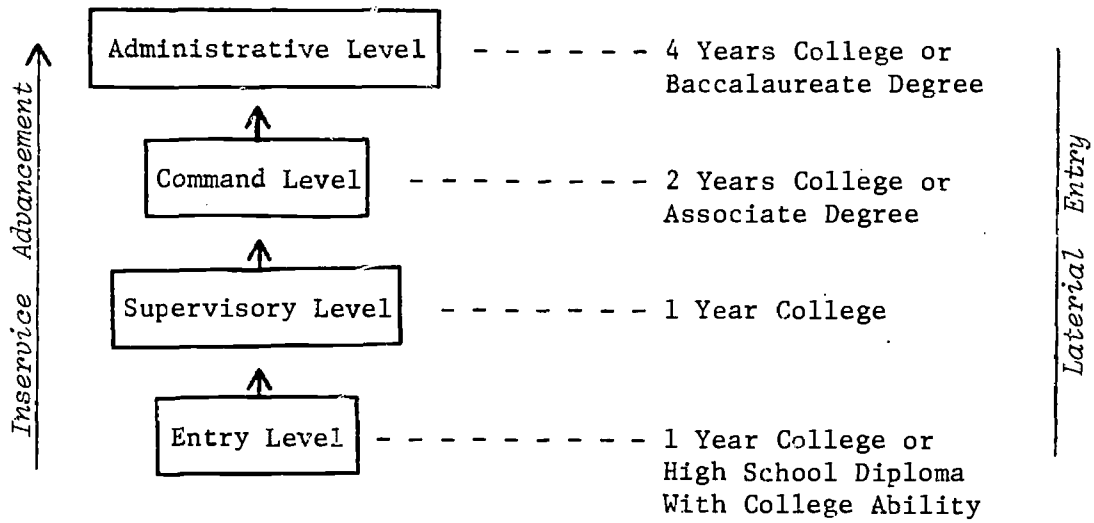 Administrative Level - - - - - - - 4 Years College or
Baccalaureate Degree
Command Level - - - - - - - - 2 Years College or
Associate Degree
Supervisory Level - - - - - - - 1 Year College
Entry Level - - - - - - - - - - 1 Year College or
High School Diploma
With College Ability
Inservice Advancement
Laterial Entry